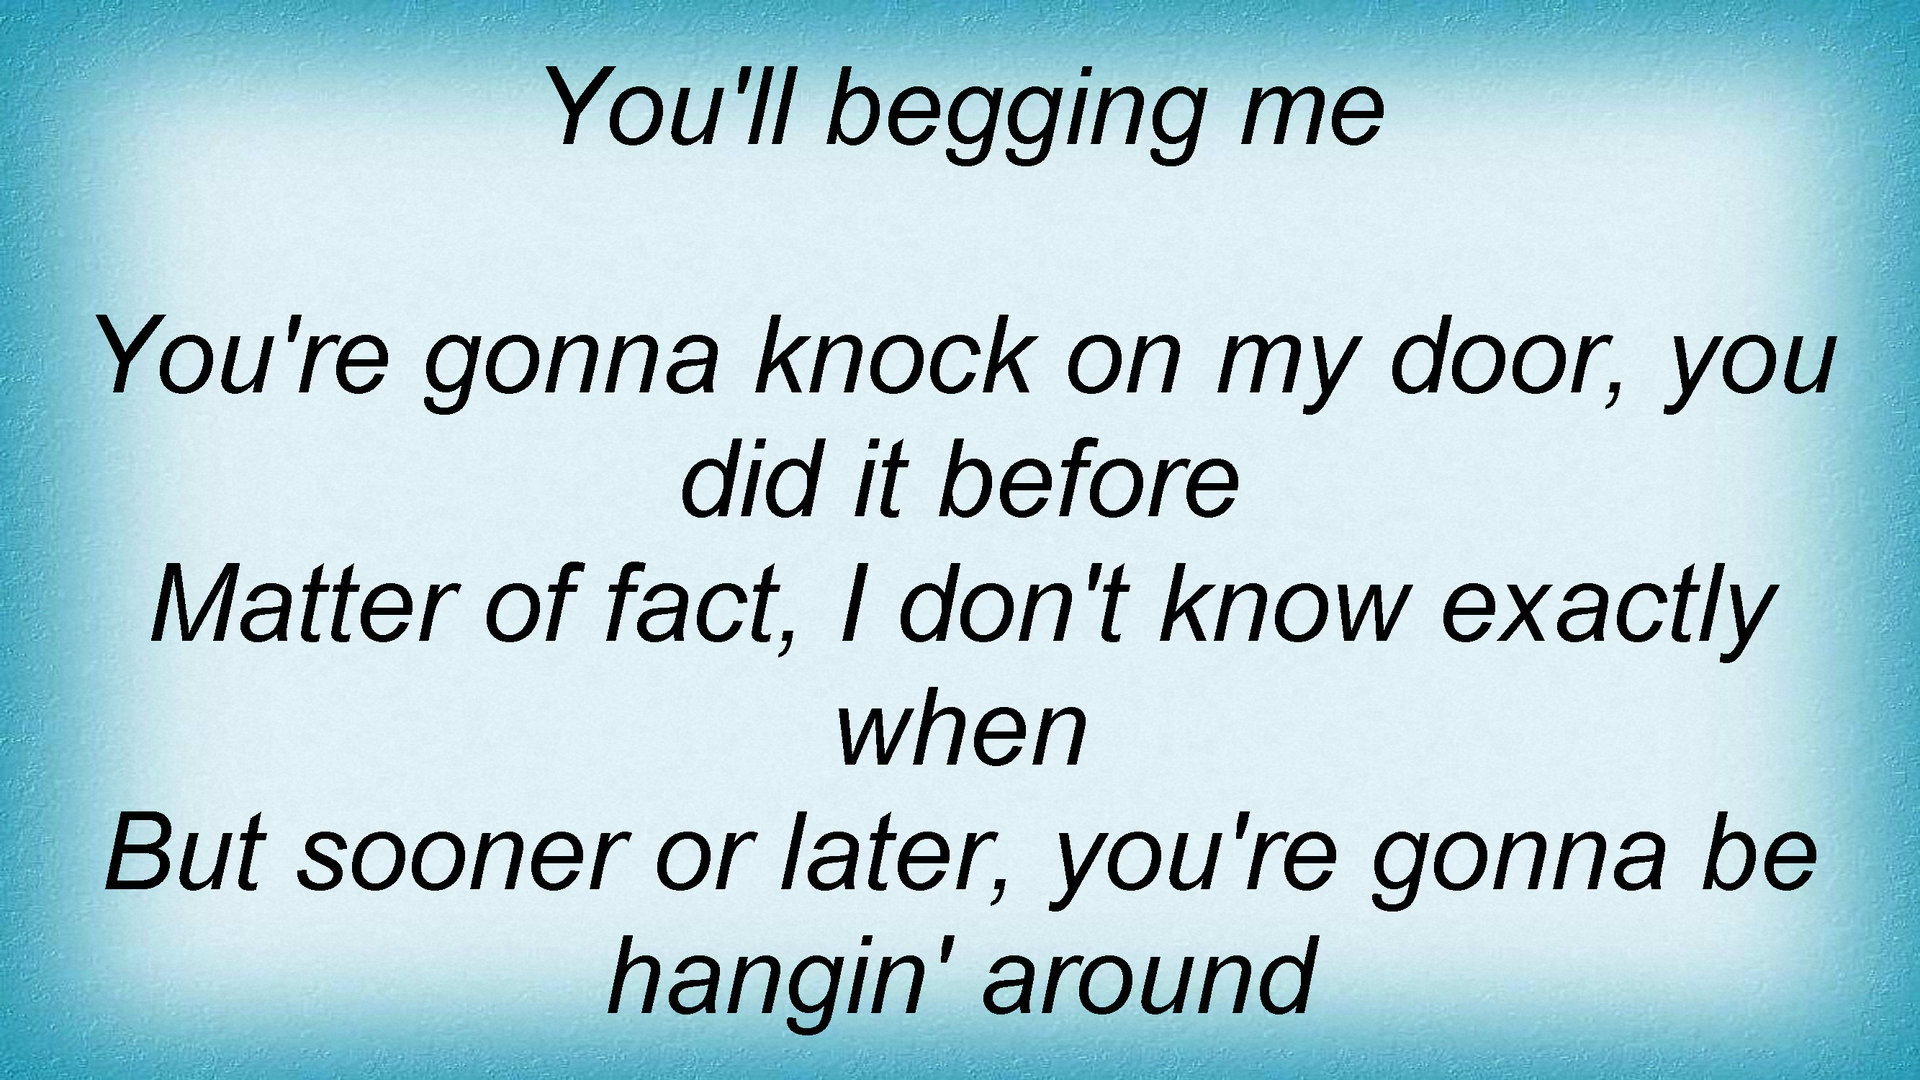 You'll begging me
You're gonna knock on my door, you
did it before
Matter of fact, I don't know exactly
when
But sooner or later, you're gonna be
hangin' around